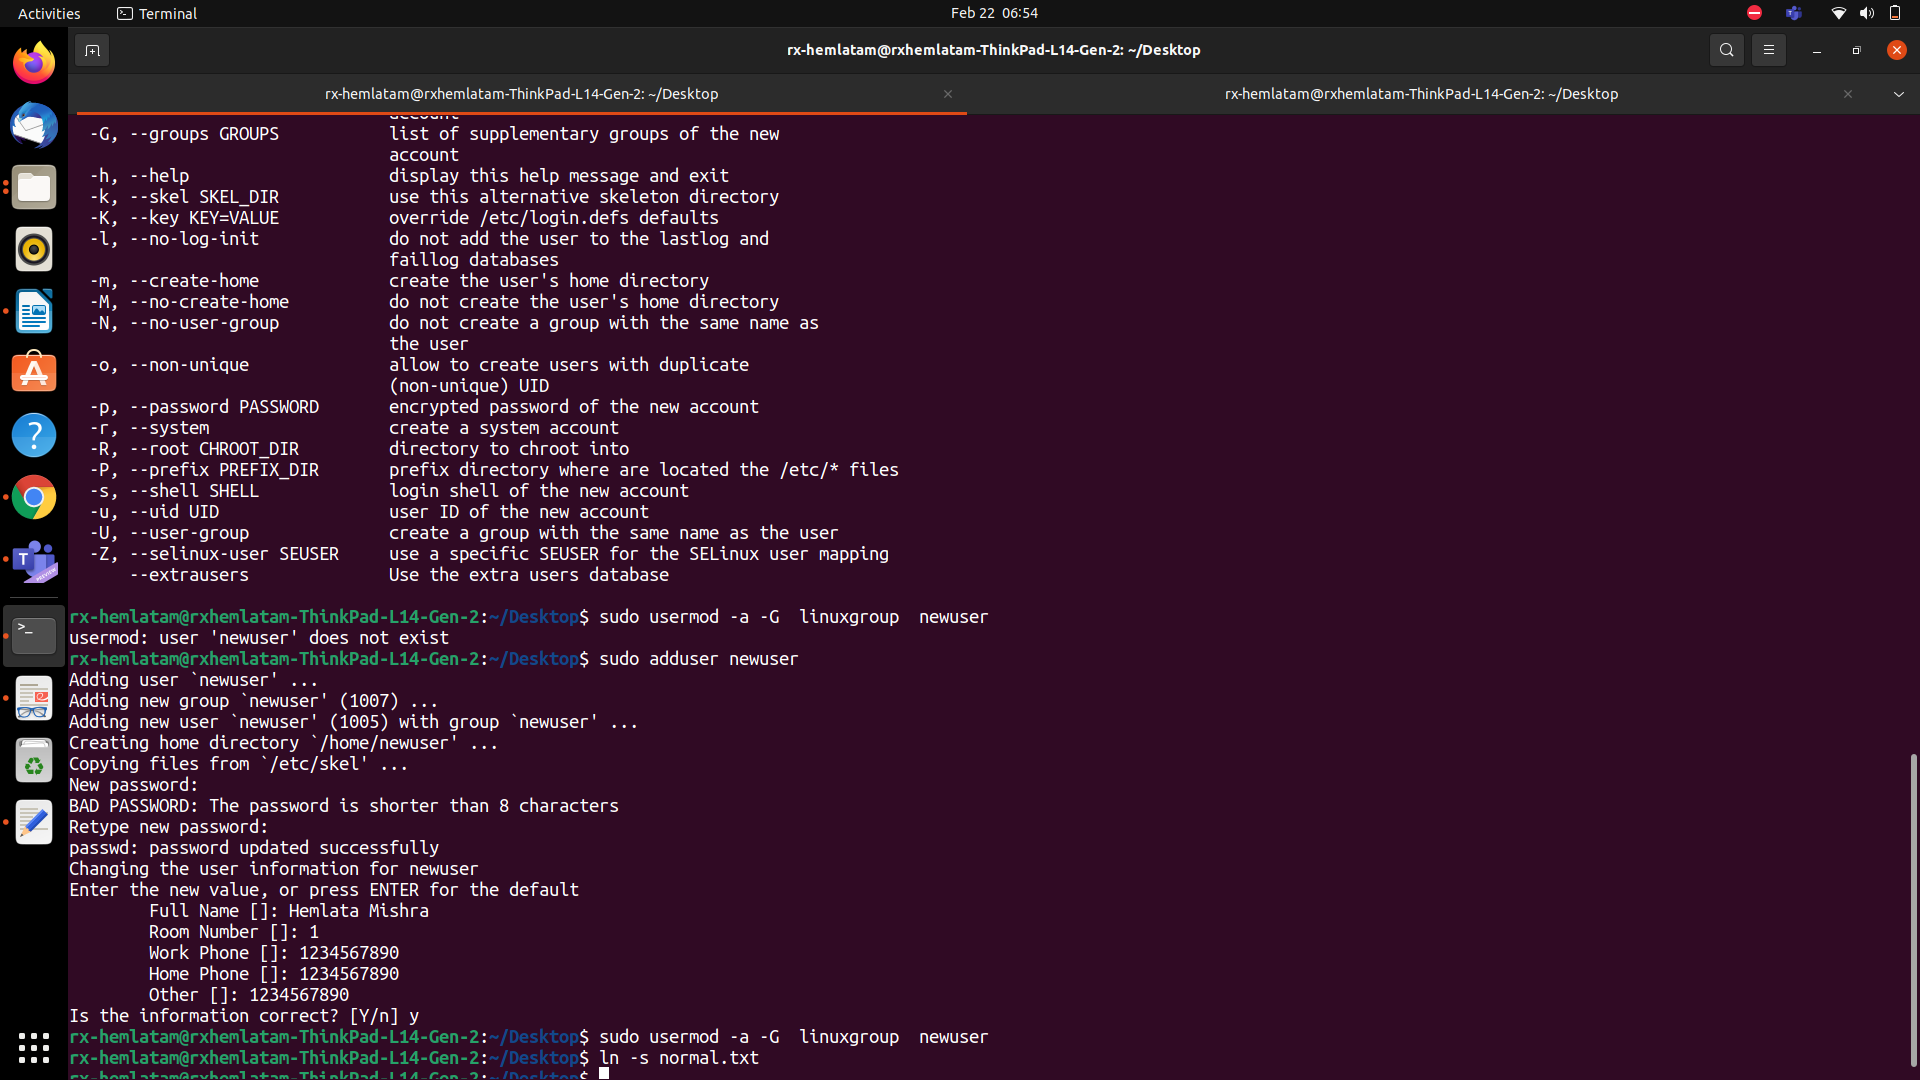 Activities
Terminal
Feb 22 06:54
rx-hemlatam@rxhemlatam-ThinkPad-L14-Gen-2: ~/Desktop
rx-hemlatam@rxhemlatam-ThinkPad-L14-Gen-2: ~/Desktop
rx-hemlatam@rxhemlatam-ThinkPad-L14-Gen-2: ~/Desktop
account
-G, --groups GROUPS           list of supplementary groups of the new
account
-h, --help                    display this help message and exit
-k, --skel SKEL_DIR           use this alternative skeleton directory
-K, --key KEY=VALUE           override /etc/login.defs defaults
-l, --no-log-init             do not add the user to the lastlog and
faillog databases
-m, --create-home             create the user's home directory
-M, --no-create-home          do not create the user's home directory
-N, --no-user-group           do not create a group with the same name as
the user
-o, --non-unique              allow to create users with duplicate
(non-unique) UID
-p, --password PASSWORD       encrypted password of the new account
-r, --system                  create a system account
-R, --root CHROOT_DIR         directory to chroot into
-P, --prefix PREFIX_DIR       prefix directory where are located the /etc/* files
-s, --shell SHELL             login shell of the new account
-u, --uid UID                 user ID of the new account
-U, --user-group              create a group with the same name as the user
-Z, --selinux-user SEUSER     use a specific SEUSER for the SELinux user mapping
--extrausers              Use the extra users database
rx-hemlatam@rxhemlatam-ThinkPad-L14-Gen-2:~/Desktop$ sudo usermod -a -G  linuxgroup  newuser
usermod: user 'newuser' does not exist
rx-hemlatam@rxhemlatam-ThinkPad-L14-Gen-2:~/Desktop$ sudo adduser newuser
Adding user `newuser' ...
Adding new group `newuser' (1007) ...
Adding new user `newuser' (1005) with group `newuser' ...
Creating home directory `/home/newuser' ...
Copying files from `/etc/skel' ...
New password:
BAD PASSWORD: The password is shorter than 8 characters
Retype new password:
passwd: password updated successfully
Changing the user information for newuser
Enter the new value, or press ENTER for the default
Full Name []: Hemlata Mishra
Room Number []: 1
Work Phone []: 1234567890
Home Phone []: 1234567890
Other []: 1234567890
Is the information correct? [Y/n] y
rx-hemlatam@rxhemlatam-ThinkPad-L14-Gen-2:~/Desktop$ sudo usermod -a -G  linuxgroup  newuser
rx-hemlatam@rxhemlatam-ThinkPad-L14-Gen-2:~/Desktop$ ln -s normal.txt
rx-hemlatam@rxhemlatam-ThinkPad-L14-Gen-2:~/Desktop$